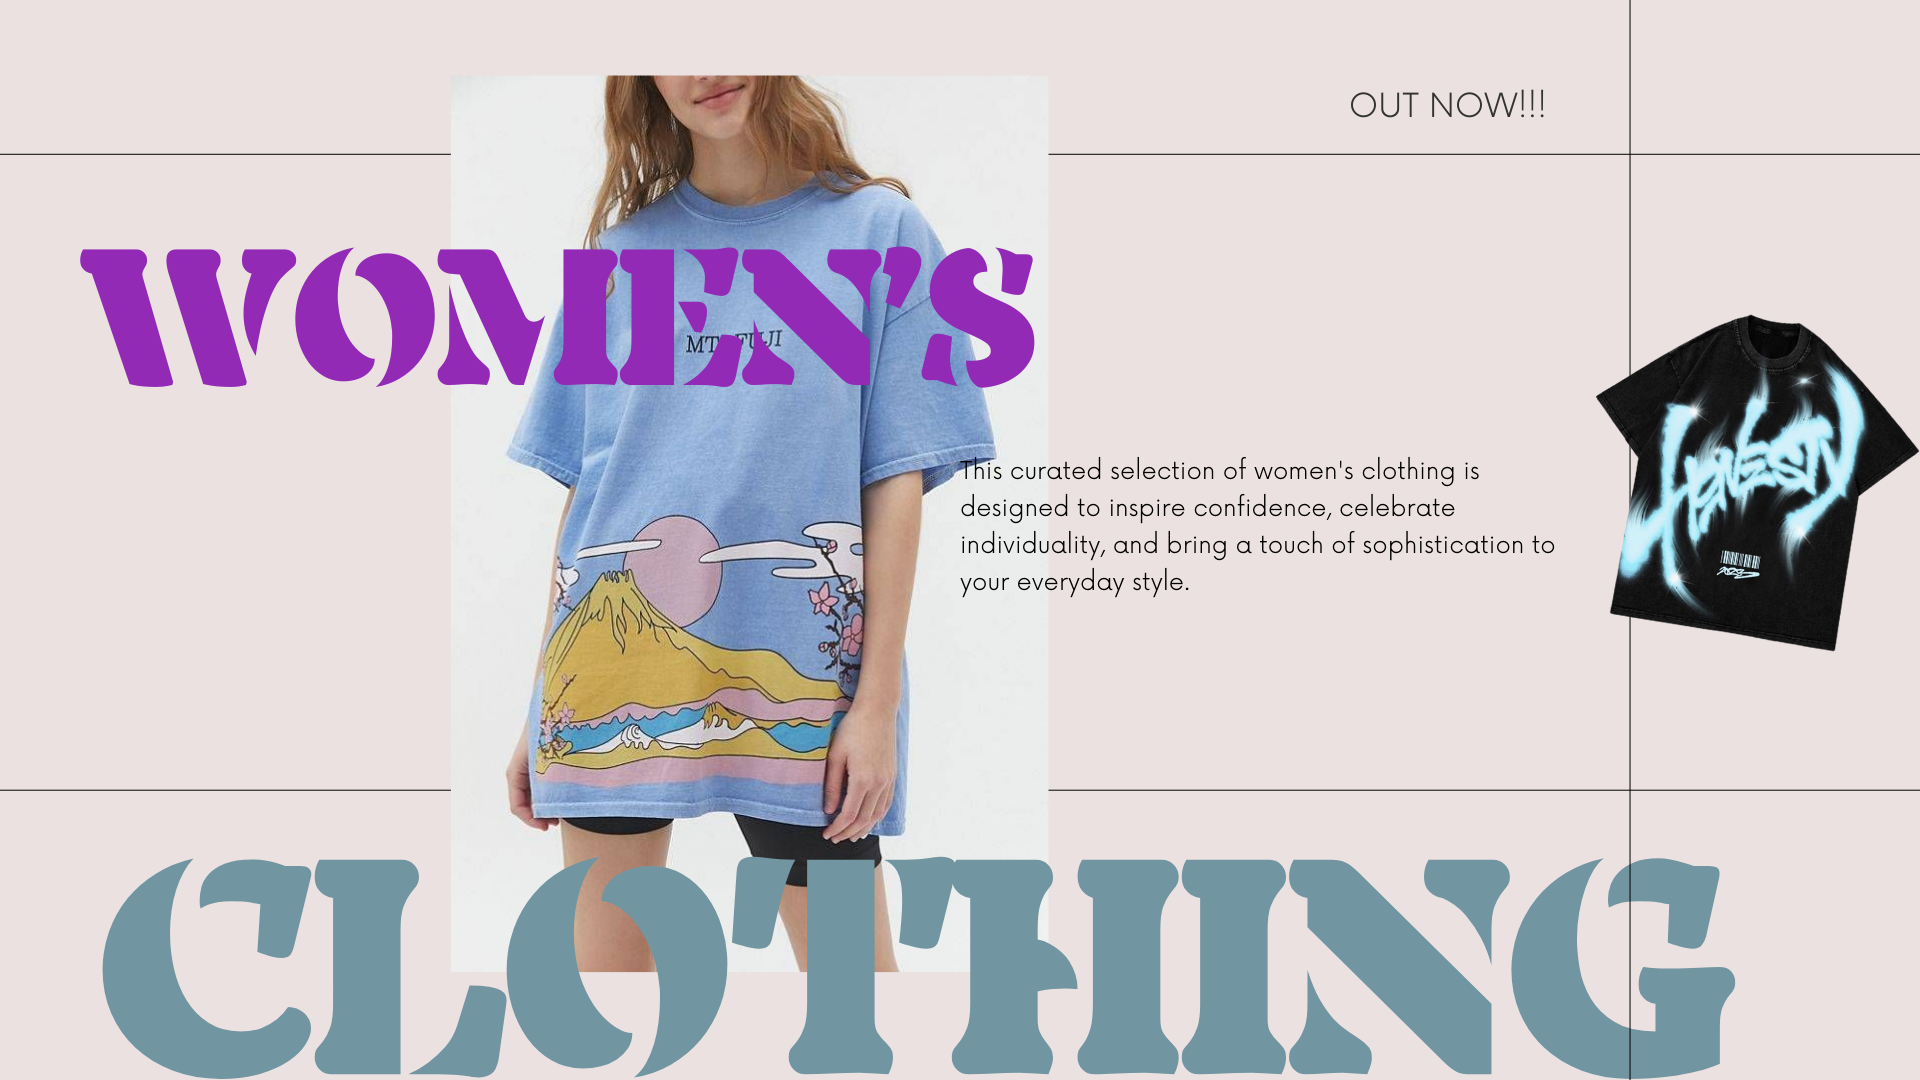 OUT NOW!!!
WOMEN'S
MT. FUJI
This curated selection of women's clothing is
designed to inspire confidence, celebrate
individuality, and bring a touch of sophistication to
your everyday style.
HONESTY
CLOTHING